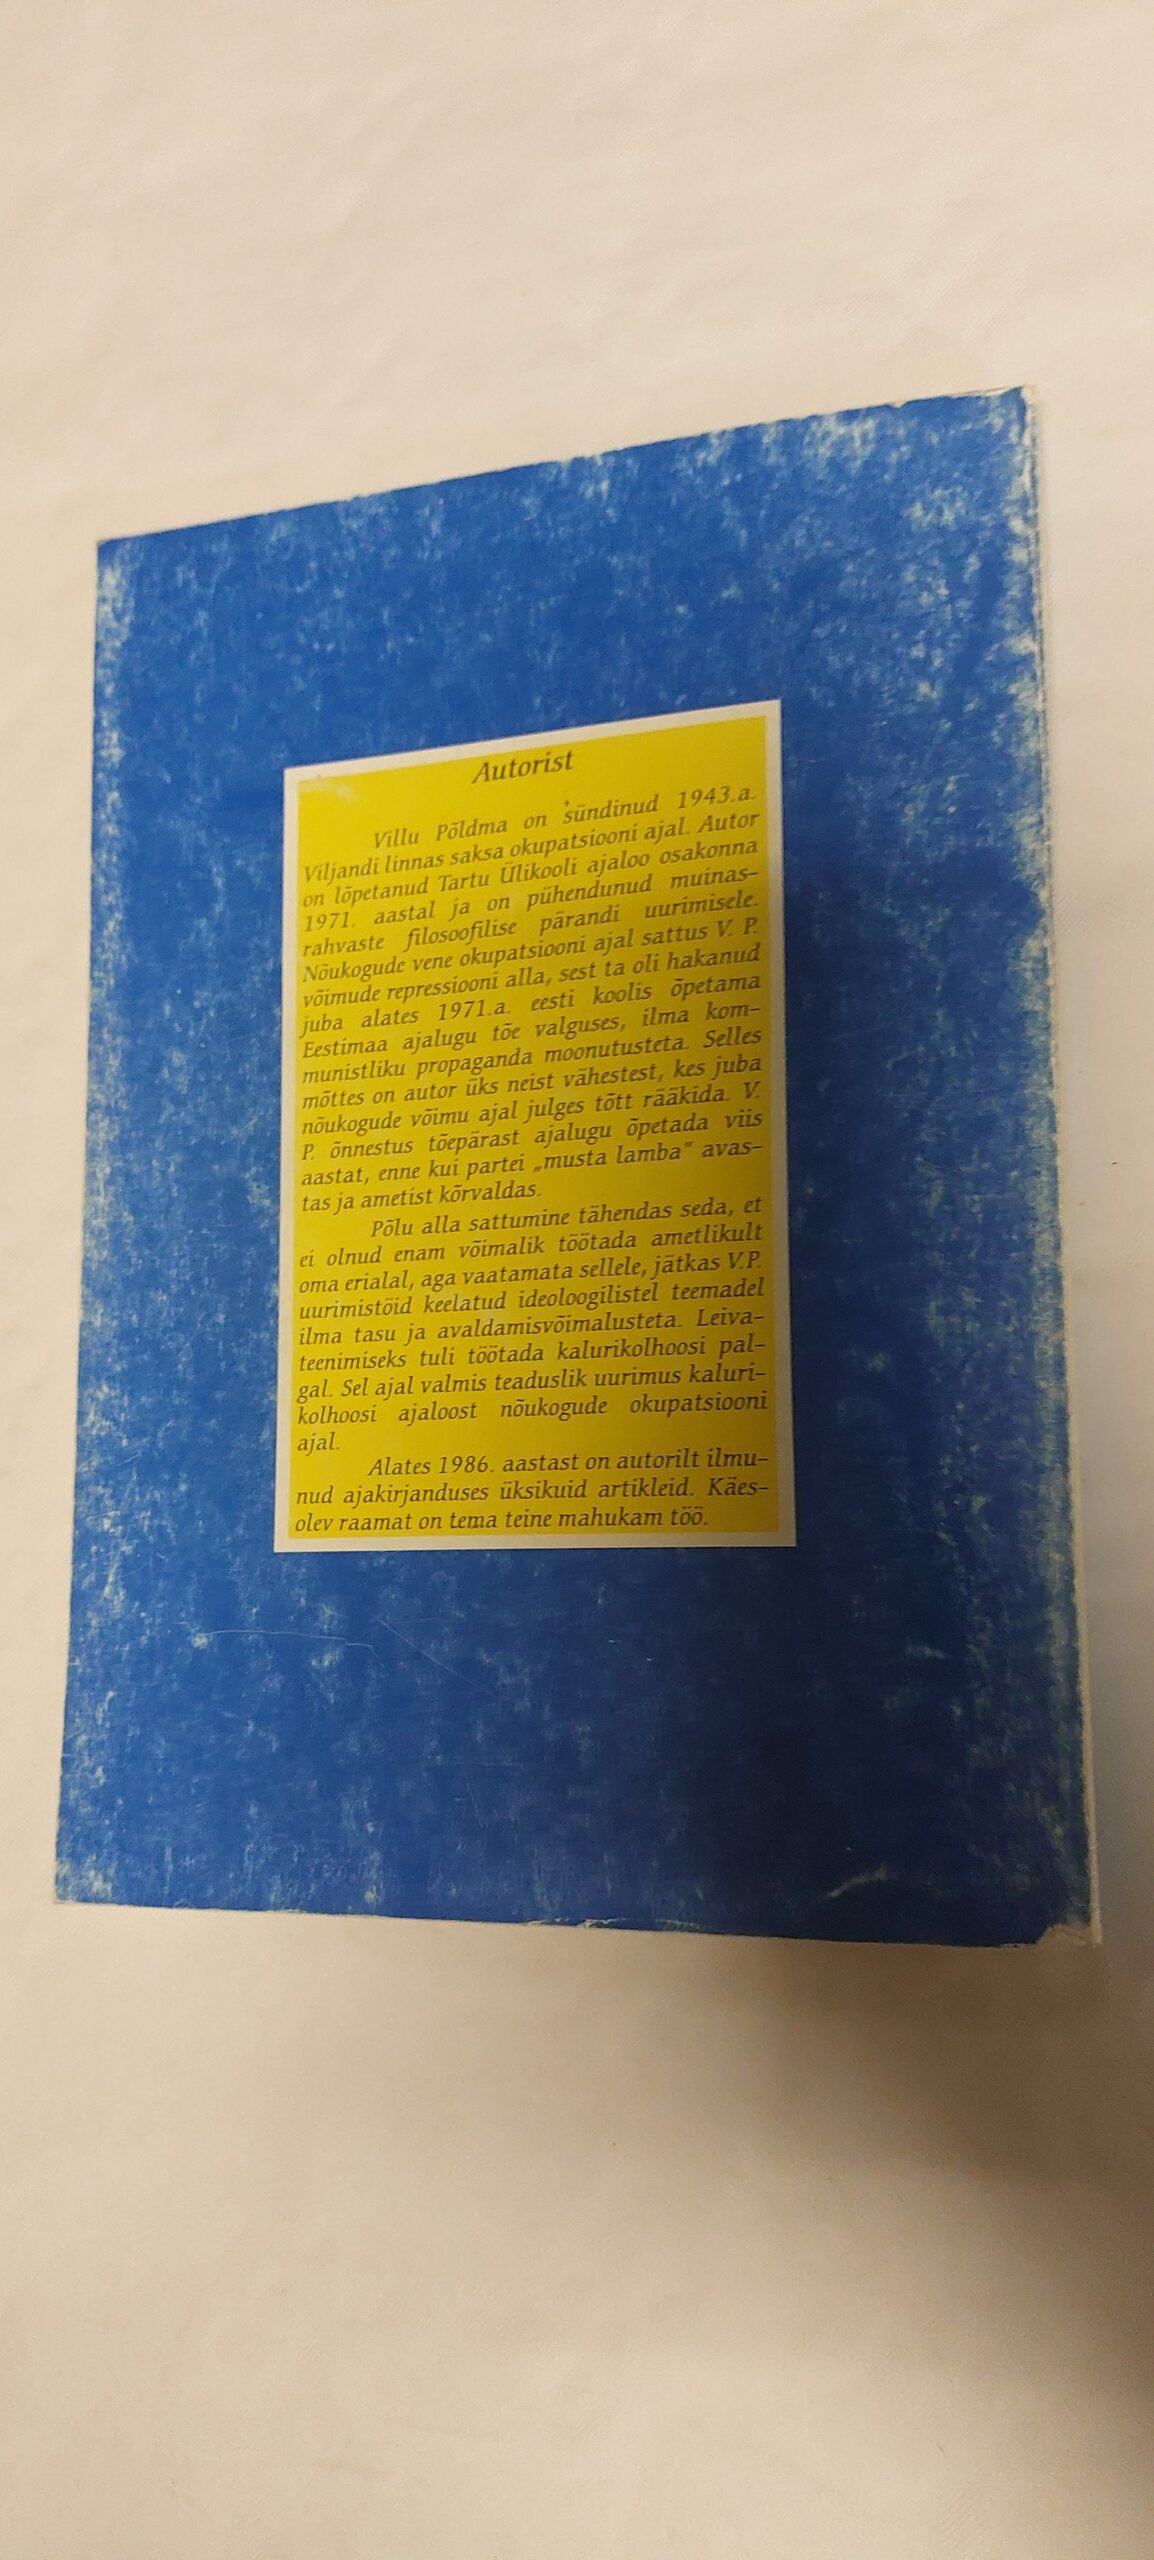 Autorist
Villu Põldma on sündinud 1943.a.
Viljandi linnas saksa okupatsiooni ajal. Autor
on lõpetanud Tartu Ülikooli ajaloo osakonna
1971. aastal ja on pühendunud muinas-
rahvaste filosoofilise pärandi uurimisele.
Nõukogude vene okupatsiooni ajal sattus V. P.
võimude repressiooni alla, sest ta oli hakanud
juba alates 1971.a. eesti koolis õpetama
Eestimaa ajalugu tõe valguses, ilma kom-
munistliku propaganda moonutusteta. Selles
mõttes on autor üks neist vähestest, kes juba
nõukogude võimu ajal julges tõtt rääkida. V.
P. õnnestus tõepärast ajalugu õpetada viis
aastat, enne kui partei „musta lamba” avas-
tas ja ametist kõrvaldas.
Põlu alla sattumine tähendas seda, et
ei olnud enam võimalik töötada ametlikult
oma erialal, aga vaatamata sellele, jätkas V.P.
uurimistöid keelatud ideoloogilistel teemadel
ilma tasu ja avaldamisvõimalusteta. Leiva-
teenimiseks tuli töötada kalurikolhoosi pal-
gal. Sel ajal valmis teaduslik uurimus kaluri-
kolhoosi ajaloost nõukogude okupatsiooni
ajal.
Alates 1986. aastast on autorilt ilmu-
nud ajakirjanduses üksikuid artikleid. Käes-
olev raamat on tema teine mahukam töö.